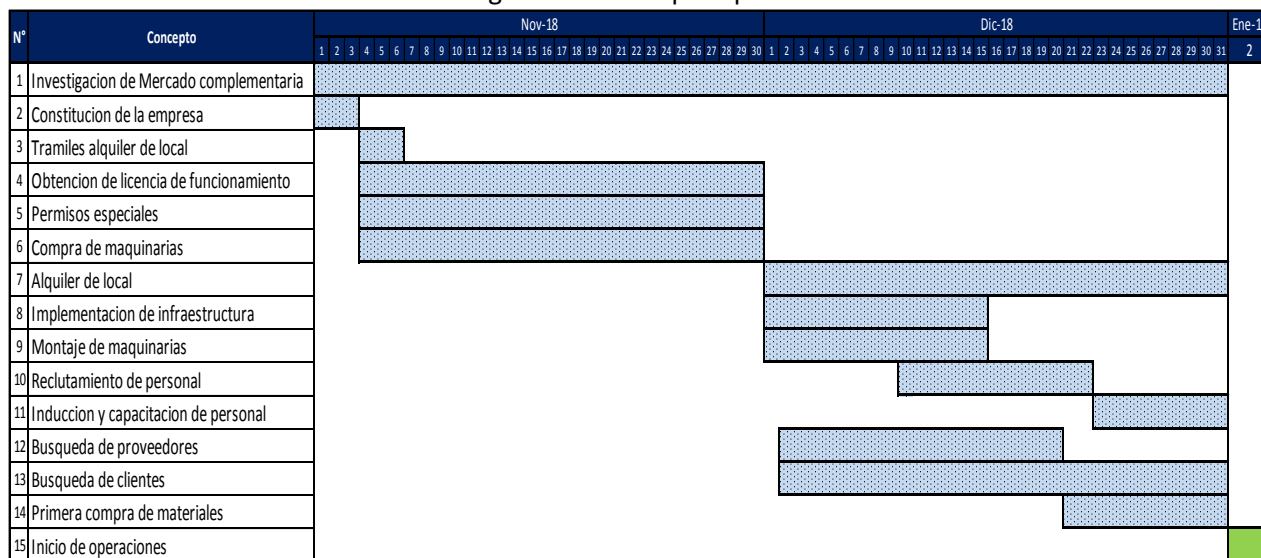 N° Concepto Nov-18 Dic-18 Ene-1
1 2 3 4 5 6 7 8 9 10 11 12 13 14 15 16 17 18 19 20 21 22 23 24 25 26 27 28 29 30 1 2 3 4 5 6 7 8 9 10 11 12 13 14 15 16 17 18 19 20 21 22 23 24 25 26 27 28 29 30 31 2
1 Investigacion de Mercado complementaria
2 Constitucion de la empresa
3 Tramiles alquiler de local
4 Obtencion de licencia de funcionamiento
5 Permisos especiales
6 Compra de maquinarias
7 Alquiler de local
8 Implementacion de infraestructura
9 Montaje de maquinarias
10 Reclutamiento de personal
11 Induccion y capacitacion de personal
12 Busqueda de proveedores
13 Busqueda de clientes
14 Primera compra de materiales
15 Inicio de operaciones